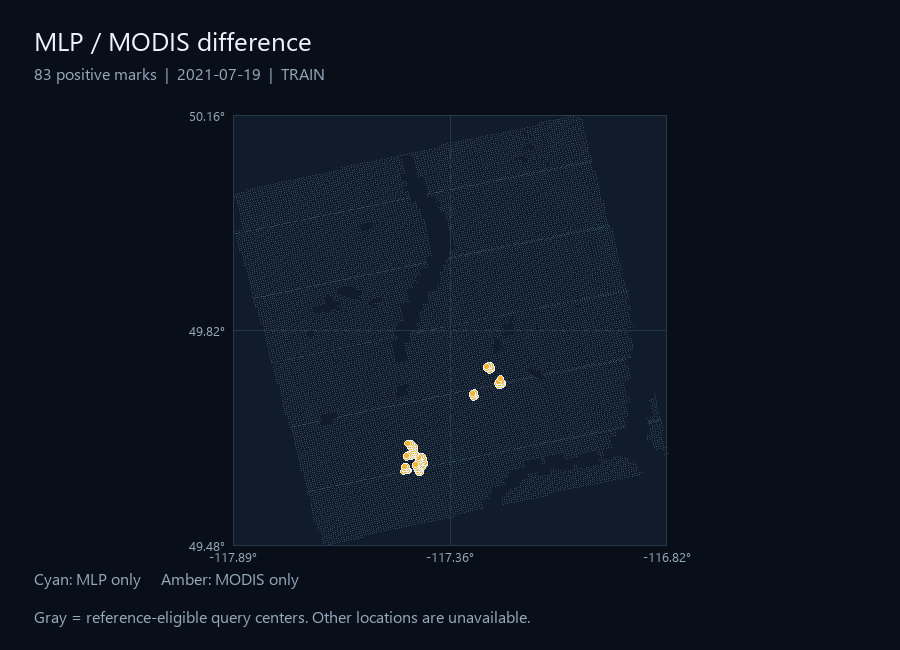 MLP / MODIS difference
83 positive marks | 2021-07-19 | TRAIN
50.16°
49.82°
49.48°
-117.89° -117.36° -116.82°
Cyan: MLP only Amber: MODIS only
Gray = reference-eligible query centers. Other locations are unavailable.